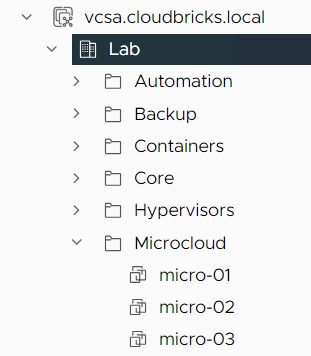 vcsa.cloudbricks.local
Lab
Automation
Backup
Containers
Core
Hypervisors
Microcloud
micro-01
micro-02
micro-03